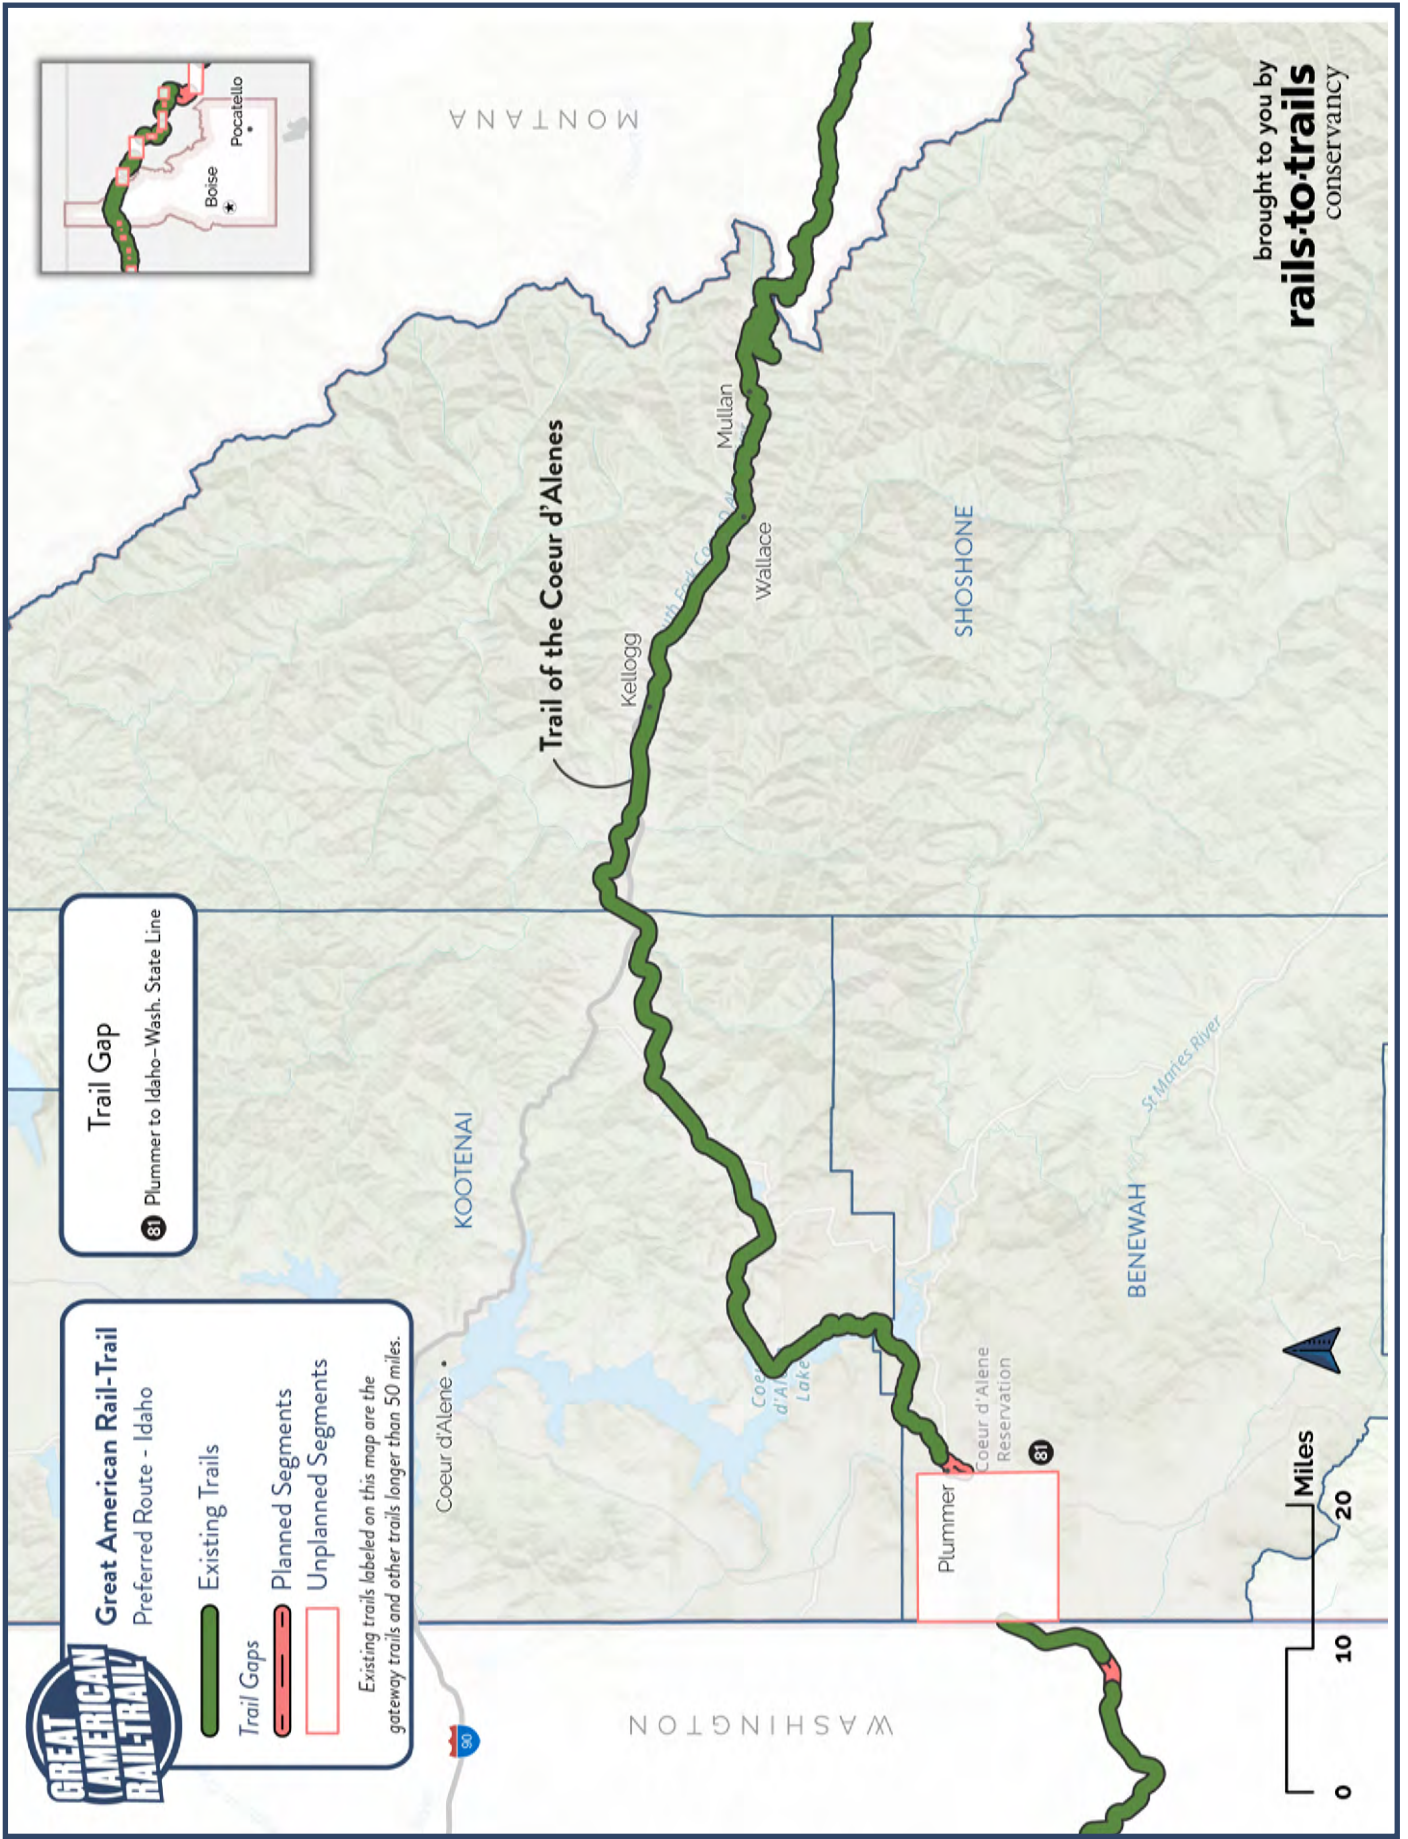 GREAT
AMERICAN
RAIL-TRAIL
Great American Rail-Trail
Preferred Route - Idaho
Existing Trails
Trail Gaps
Planned Segments
Unplanned Segments
Existing trails labeled on this map are the
gateway trails and other trails longer than 50 miles.
Trail Gap
81 Plummer to Idaho–Wash. State Line
Boise
Pocatello
MONTANA
WASHINGTON
90
Coeur d'Alene
KOOTENAI
Trail of the Coeur d'Alenes
Kellogg
Mullan
Wallace
SHOSHONE
Lake
Plummer
Coeur d'Alene
Reservation
81
BENEWAH
St Maries River
0 10 20
Miles
brought to you by
rails·to·trails
conservancy